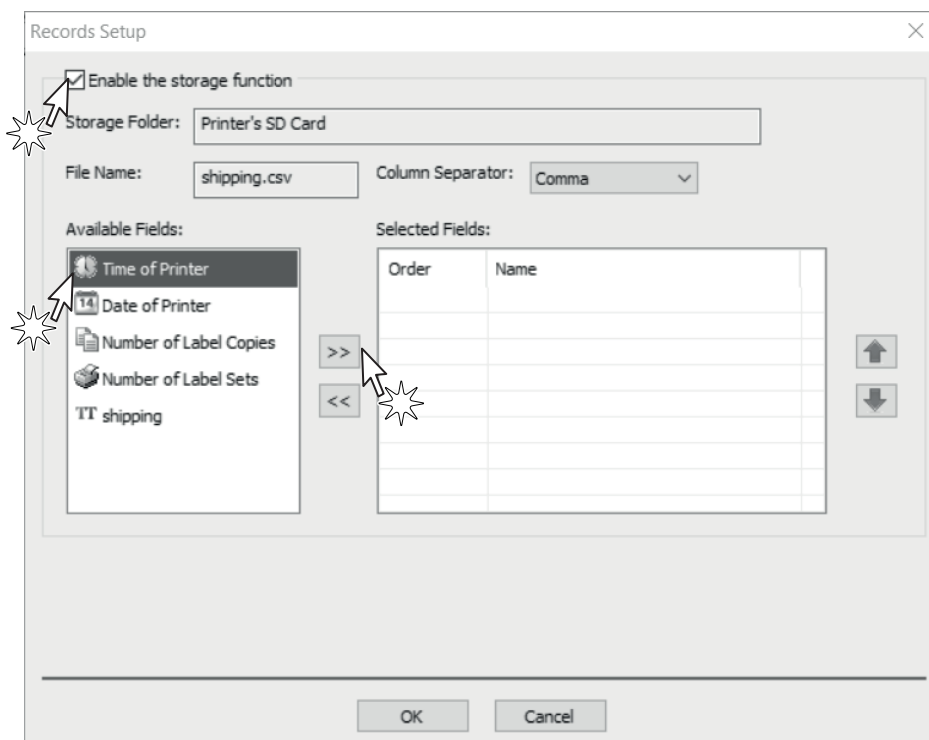 Records Setup
Enable the storage function
Storage Folder: Printer's SD Card
File Name: shipping.csv Column Separator: Comma
Available Fields: Selected Fields:
Time of Printer
Order Name
14 Date of Printer
Number of Label Copies
>>
Number of Label Sets
<<
TT shipping
OK Cancel